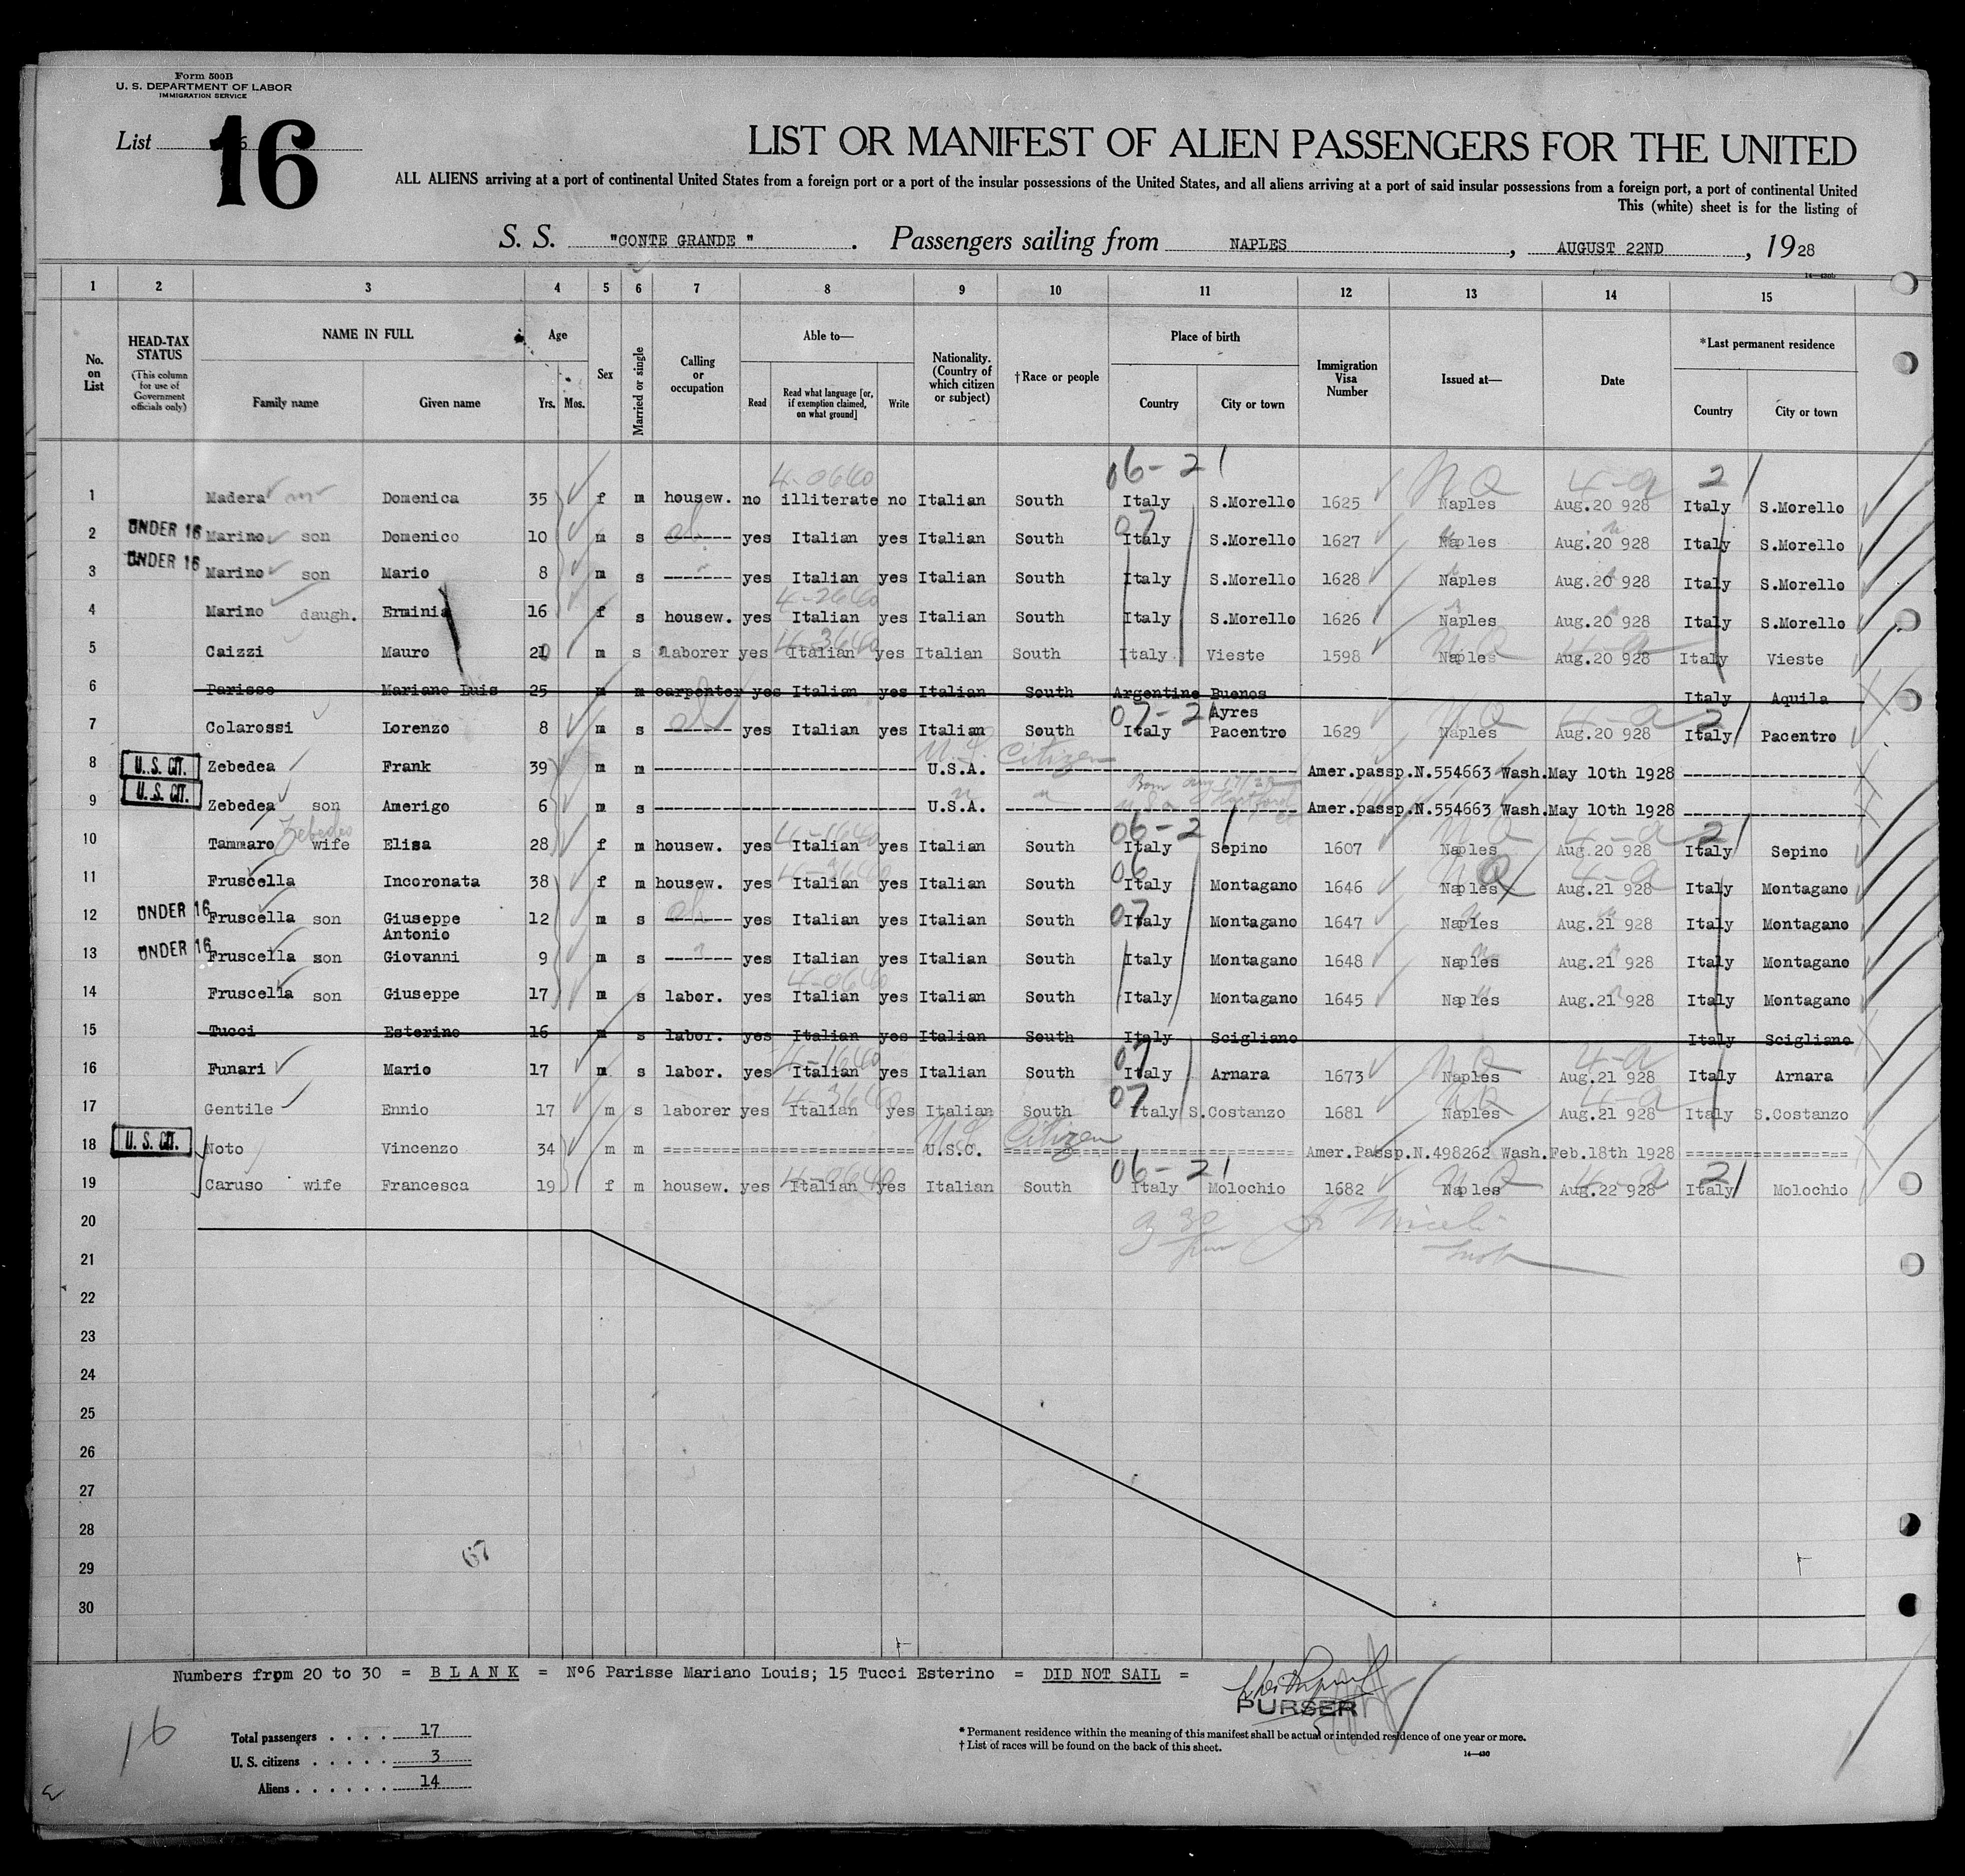 Form 500B
U. S. DEPARTMENT OF LABOR
IMMIGRATION SERVICE
List 16
LIST OR MANIFEST OF ALIEN PASSENGERS FOR THE UNITED
ALL ALIENS arriving at a port of continental United States from a foreign port or a port of the insular possessions of the United States, and all aliens arriving at a port of said insular possessions from a foreign port, a port of continental United
This (white) sheet is for the listing of
S. S. "CONTE GRANDE" . Passengers sailing from NAPLES , AUGUST 22ND , 1928
14—430b
1 2 3 4 5 6 7 8 9 10 11 12 13 14 15
No. on List HEAD-TAX STATUS (This column for use of Government officials only) NAME IN FULL Family name Given name Age Yrs. Mos. Sex Married or single Calling or occupation Able to— Read Read what language [or, if exemption claimed, on what ground] Write Nationality. (Country of which citizen or subject) †Race or people Place of birth Country City or town Immigration Visa Number Issued at— Date *Last permanent residence Country City or town
06-21 2
1 Madera Domenica 35 f m housew. no illiterate no Italian South Italy S.Morello 1625 Naples Aug.20 928 Italy S.Morello
2 UNDER 16 Marino son Domenico 10 m s ------ yes Italian yes Italian South Italy S.Morello 1627 Naples Aug.20 928 Italy S.Morello
3 UNDER 16 Marino son Mario 8 m s ------- yes Italian yes Italian South Italy S.Morello 1628 Naples Aug.20 928 Italy S.Morello
4 Marino daugh. Erminia 16 f s housew. yes Italian yes Italian South Italy S.Morello 1626 Naples Aug.20 928 Italy S.Morello
5 Caizzi Mauro m s laborer yes Italian yes Italian South Italy Vieste 1598 Naples Aug.20 928 Italy Vieste
6 Parisse Mariano Luis 25 m m carpenter yes Italian yes Italian South Argentine Buenos Ayres Italy Aquila
7 Colarossi Lorenzo 8 m s ------- yes Italian yes Italian South Italy Pacentro 1629 Naples Aug.20 928 Italy Pacentro
8 U.S. CIT. Zebedea Frank 39 m m U.S.A. U.S. Citizen Amer.passp.N.554663 Wash.May 10th 1928
9 U.S. CIT. Zebedea son Amerigo 6 m s U.S.A. Amer.passp.N.554663 Wash.May 10th 1928
10 Tammaro Zebedeo wife Elisa 28 f m housew. yes Italian yes Italian South Italy Sepino 1607 Naples Aug.20 928 Italy Sepino
11 Fruscella Incoronata 38 f m housew. yes Italian yes Italian South Italy Montagano 1646 Naples Aug.21 928 Italy Montagano
12 UNDER 16 Fruscella son Giuseppe Antonio 12 m s ------ yes Italian yes Italian South Italy Montagano 1647 Naples Aug.21 928 Italy Montagano
13 UNDER 16 Fruscella son Giovanni 9 m s ------- yes Italian yes Italian South Italy Montagano 1648 Naples Aug.21 928 Italy Montagano
14 Fruscella son Giuseppe 17 m s labor. yes Italian yes Italian South Italy Montagano 1645 Naples Aug.21 928 Italy Montagano
15 Tucci Esterino 16 m s labor. yes Italian yes Italian South Italy Scigliano Italy Scigliano
16 Funari Mario 17 m s labor. yes Italian yes Italian South Italy Arnara 1673 Naples Aug.21 928 Italy Arnara
17 Gentile Ennio 17 m s laborer yes Italian yes Italian South Italy S.Costanzo 1681 Naples Aug.21 928 Italy S.Costanzo
18 U. S. CIT. Noto Vincenzo 34 m m U.S.C. U.S. Citizen Amer.Passp.N.498262 Wash.Feb.18th 1928
19 Caruso wife Francesca 19 f m housew. yes Italian yes Italian South Italy Molochio 1682 Naples Aug.22 928 Italy Molochio
20
21
22
23
24
25
26
27
28
29
30
67
Numbers from 20 to 30 = BLANK = Nº6 Parisse Mariano Louis; 15 Tucci Esterino = DID NOT SAIL =
PURSER
16
Total passengers . . . . 17
U. S. citizens . . . . . 3
Aliens . . . . . . 14
* Permanent residence within the meaning of this manifest shall be actual or intended residence of one year or more.
† List of races will be found on the back of this sheet.
14—430